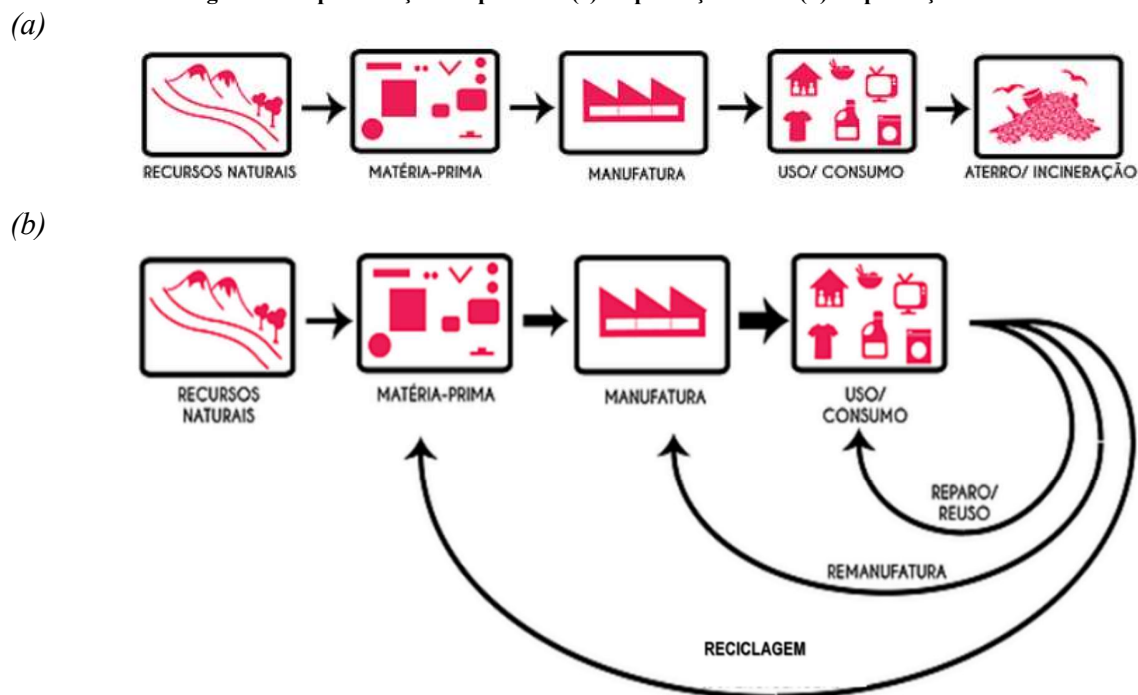 (a)
RECURSOS NATURAIS
MATÉRIA-PRIMA
MANUFATURA
USO/ CONSUMO
ATERRO/ INCINERAÇÃO
(b)
RECURSOS
NATURAIS
MATÉRIA-PRIMA
MANUFATURA
USO/
CONSUMO
REPARO/
REUSO
REMANUFATURA
RECICLAGEM